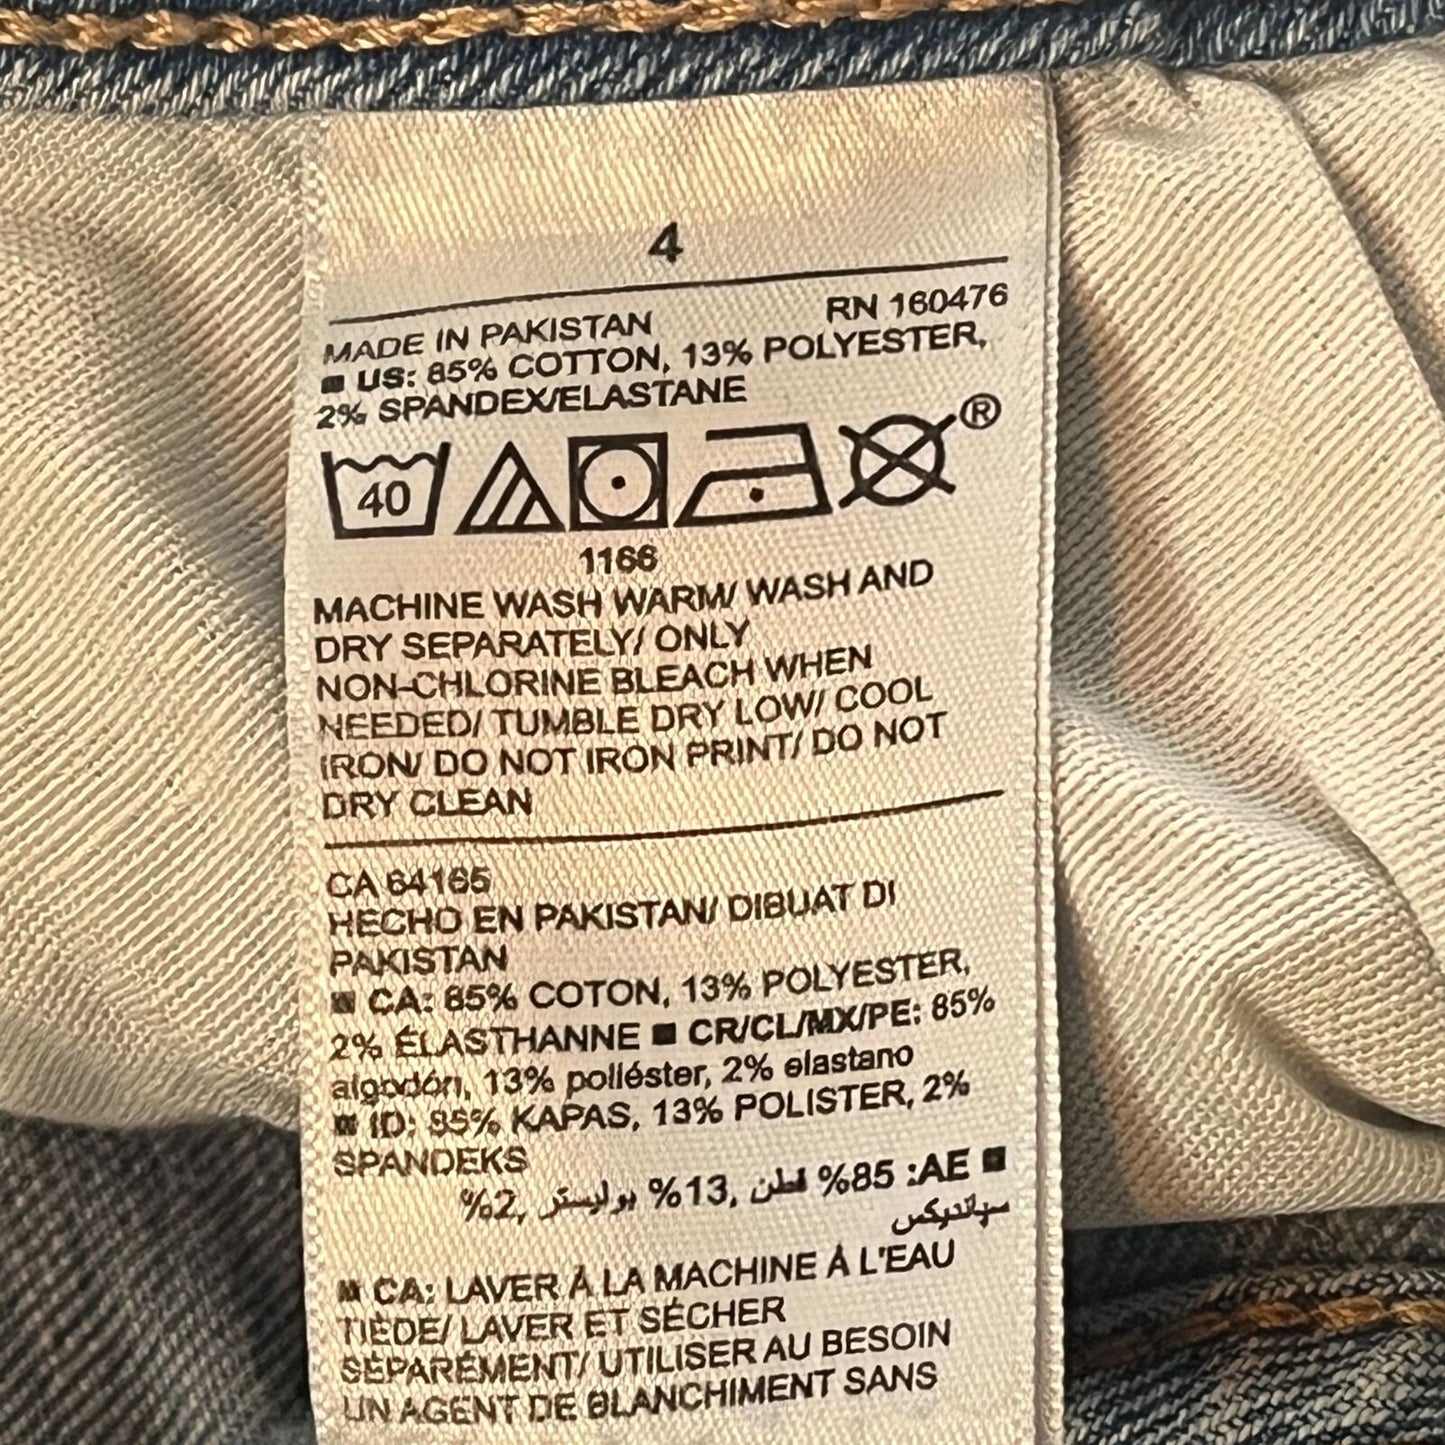 4
RN 160476
MADE IN PAKISTAN
■ US: 85% COTTON, 13% POLYESTER,
2% SPANDEX/ELASTANE
40
®
1166
MACHINE WASH WARM/ WASH AND
DRY SEPARATELY/ ONLY
NON-CHLORINE BLEACH WHEN
NEEDED/ TUMBLE DRY LOW/ COOL
IRON/ DO NOT IRON PRINT/ DO NOT
DRY CLEAN
CA 64165
HECHO EN PAKISTAN/ DIBUAT DI
PAKISTAN
■ CA: 85% COTON, 13% POLYESTER,
2% ÉLASTHANNE ■ CR/CL/MX/PE: 85%
algodón, 13% poliéster, 2% elastano
■ ID: 85% KAPAS, 13% POLISTER, 2%
SPANDEKS
■ AE: 85% قطن, 13% بوليستر, 2%
سباندیکس
■ CA: LAVER À LA MACHINE À L'EAU
TIÈDE/ LAVER ET SÉCHER
SÉPARÉMENT/ UTILISER AU BESOIN
UN AGENT DE BLANCHIMENT SANS